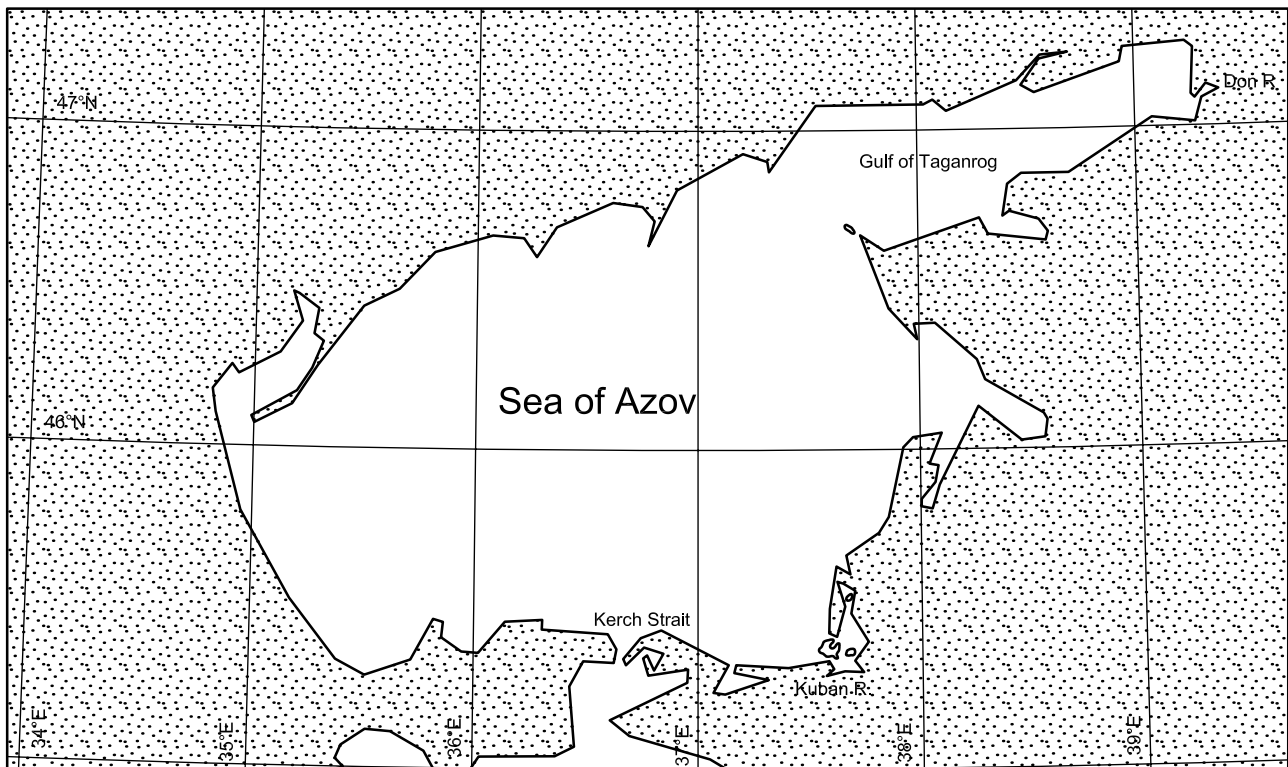 Don R.
47°N
Gulf of Taganrog
Sea of Azov
46°N
Kerch Strait
Kuban R.
34°E
35°E
36°E
37°E
38°E
39°E